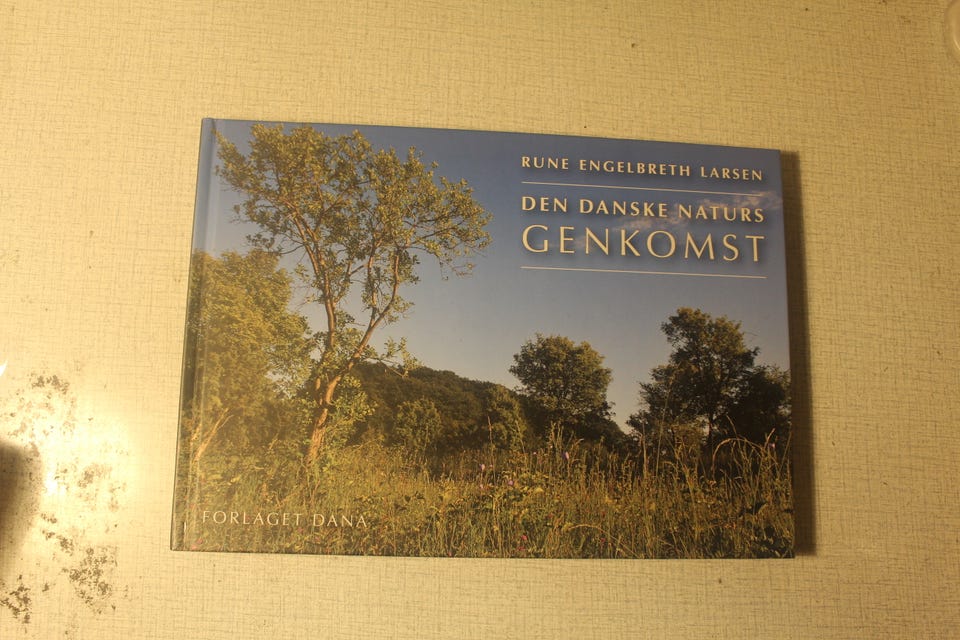 RUNE ENGELBRETH LARSEN
DEN DANSKE NATURS
GENKOMST
FORLAGET DANA